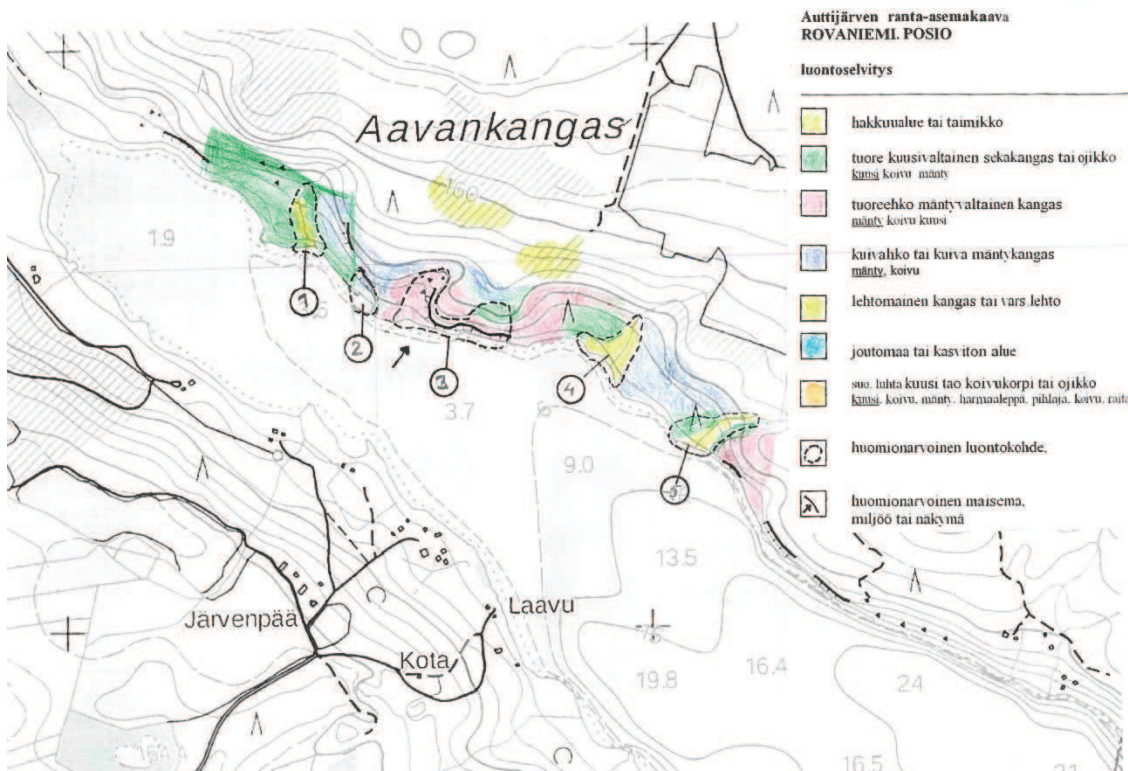 Auttijärven ranta-asemakaava
ROVANIEMI. POSIO
luontoselvitys
hakkuualue tai taimikko
tuore kuusivaltainen sekakangas tai ojikko
kuusi koivu mänty
tuoreehko mäntyvaltainen kangas
mänty koivu kuusi
kuivahko tai kuiva mäntykangas
mänty, koivu
lehtomainen kangas tai vars.lehto
joutomaa tai kasviton alue
suo. luhta kuusi tao koivukorpi tai ojikko
kuusi. koivu. mänty. harmaaleppä. pihlaja. koivu. raita
huomionarvoinen luontokohde,
huomionarvoinen maisema,
miljöö tai näkymä
Aavankangas
160
1.9
1
2
3
4
5
3.7
9.0
13.5
Järvenpää
Laavu
Kota
19.8
16.4
24
16.5